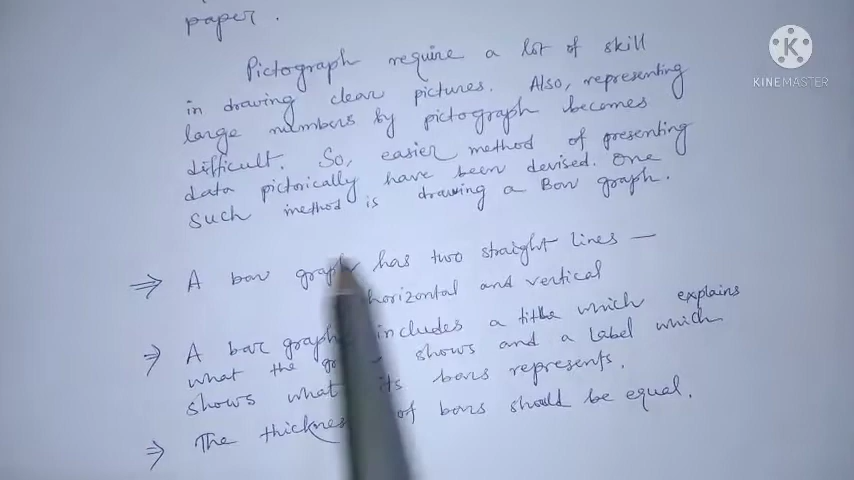 paper.
Pictograph require a lot of skill
in drawing clear pictures. Also, representing
large numbers by pictograph becomes
difficult. So, easier method of presenting
data pictorically have been devised. One
such method is drawing a Bar graph.
⇒ A bar graph has two straight lines —
horizontal and vertical
⇒ A bar graph includes a title which explains
what the shows and a label which
shows what its bars represents.
⇒ The thickness of bars should be equal.
K
KINEMASTER